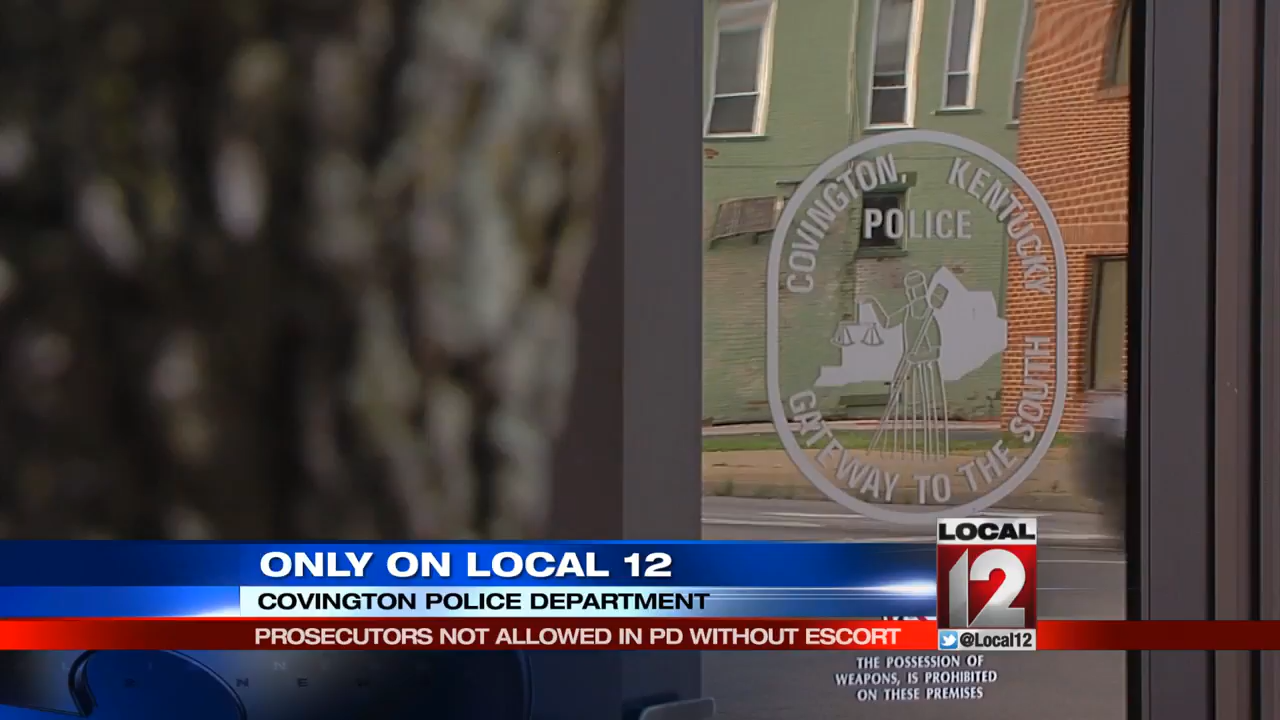 COVINGTON, KENTUCKY
POLICE
GATEWAY TO THE SOUTH
ONLY ON LOCAL 12
COVINGTON POLICE DEPARTMENT
PROSECUTORS NOT ALLOWED IN PD WITHOUT ESCORT
LOCAL
12
@Local12
THE POSSESSION OF
WEAPONS, IS PROHIBITED
ON THESE PREMISES